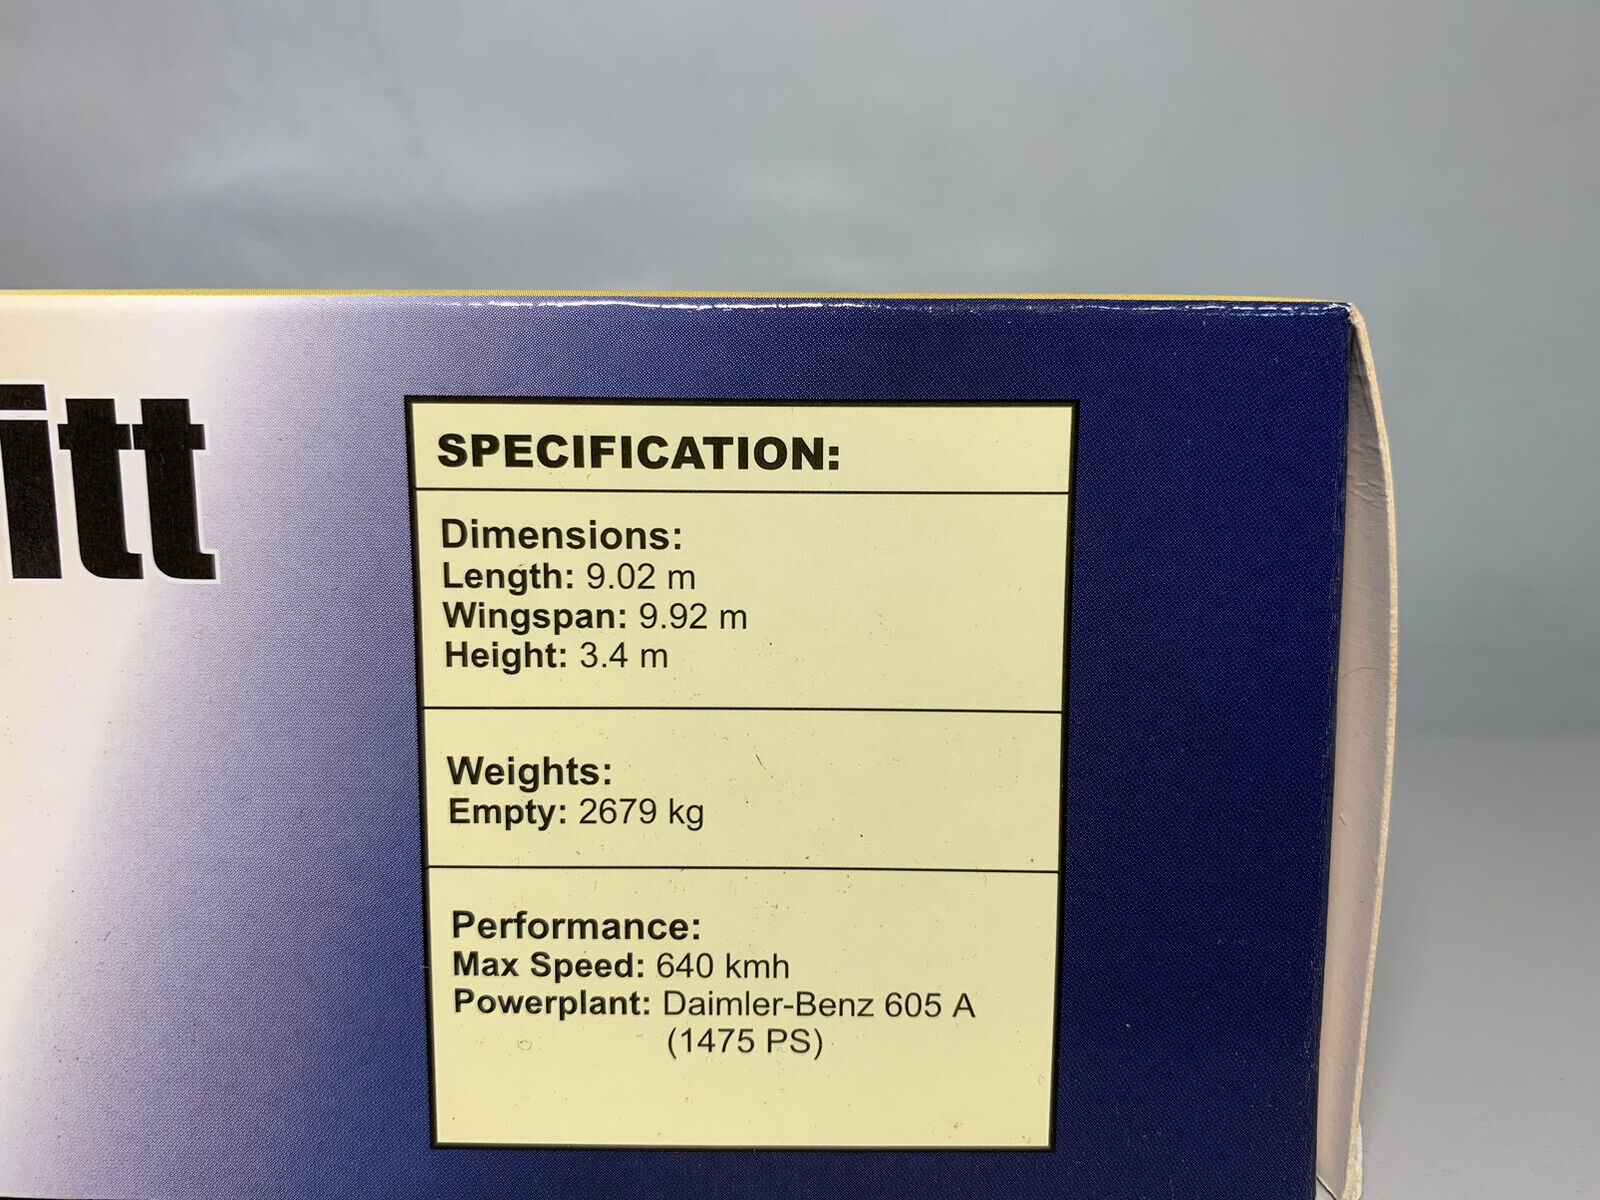 itt
SPECIFICATION:
Dimensions:
Length: 9.02 m
Wingspan: 9.92 m
Height: 3.4 m
Weights:
Empty: 2679 kg
Performance:
Max Speed: 640 kmh
Powerplant: Daimler-Benz 605 A
(1475 PS)